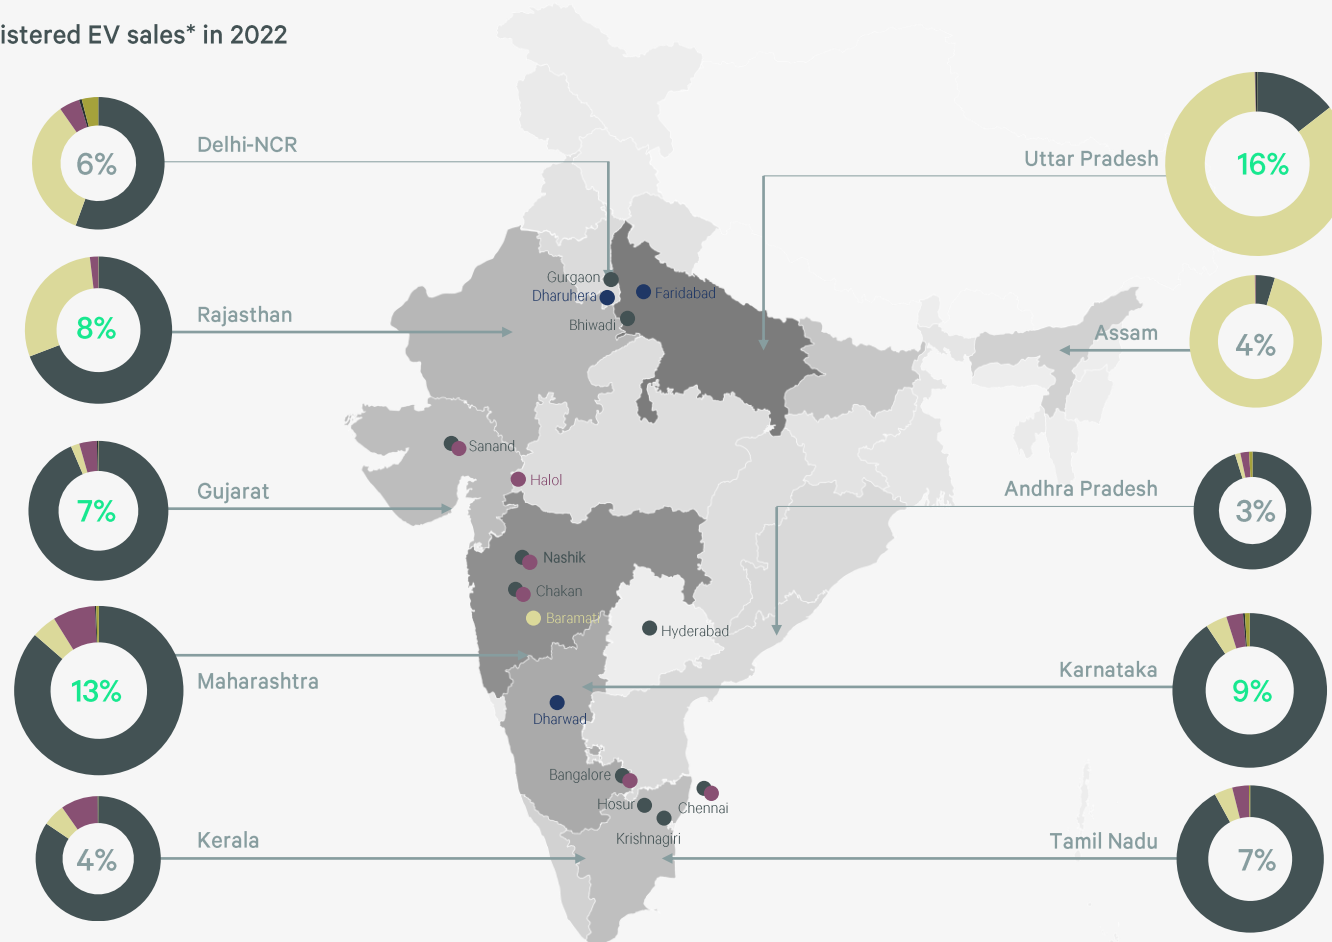 istered EV sales* in 2022
Delhi-NCR
6%
Uttar Pradesh
16%
Gurgaon
Dharuhera
Faridabad
Bhiwadi
Rajasthan
8%
Assam
4%
Sanand
Halol
Gujarat
7%
Andhra Pradesh
3%
Nashik
Chakan
Baramati
Hyderabad
Maharashtra
13%
Karnataka
9%
Dharwad
Bangalore
Hosur
Chennai
Krishnagiri
Kerala
4%
Tamil Nadu
7%